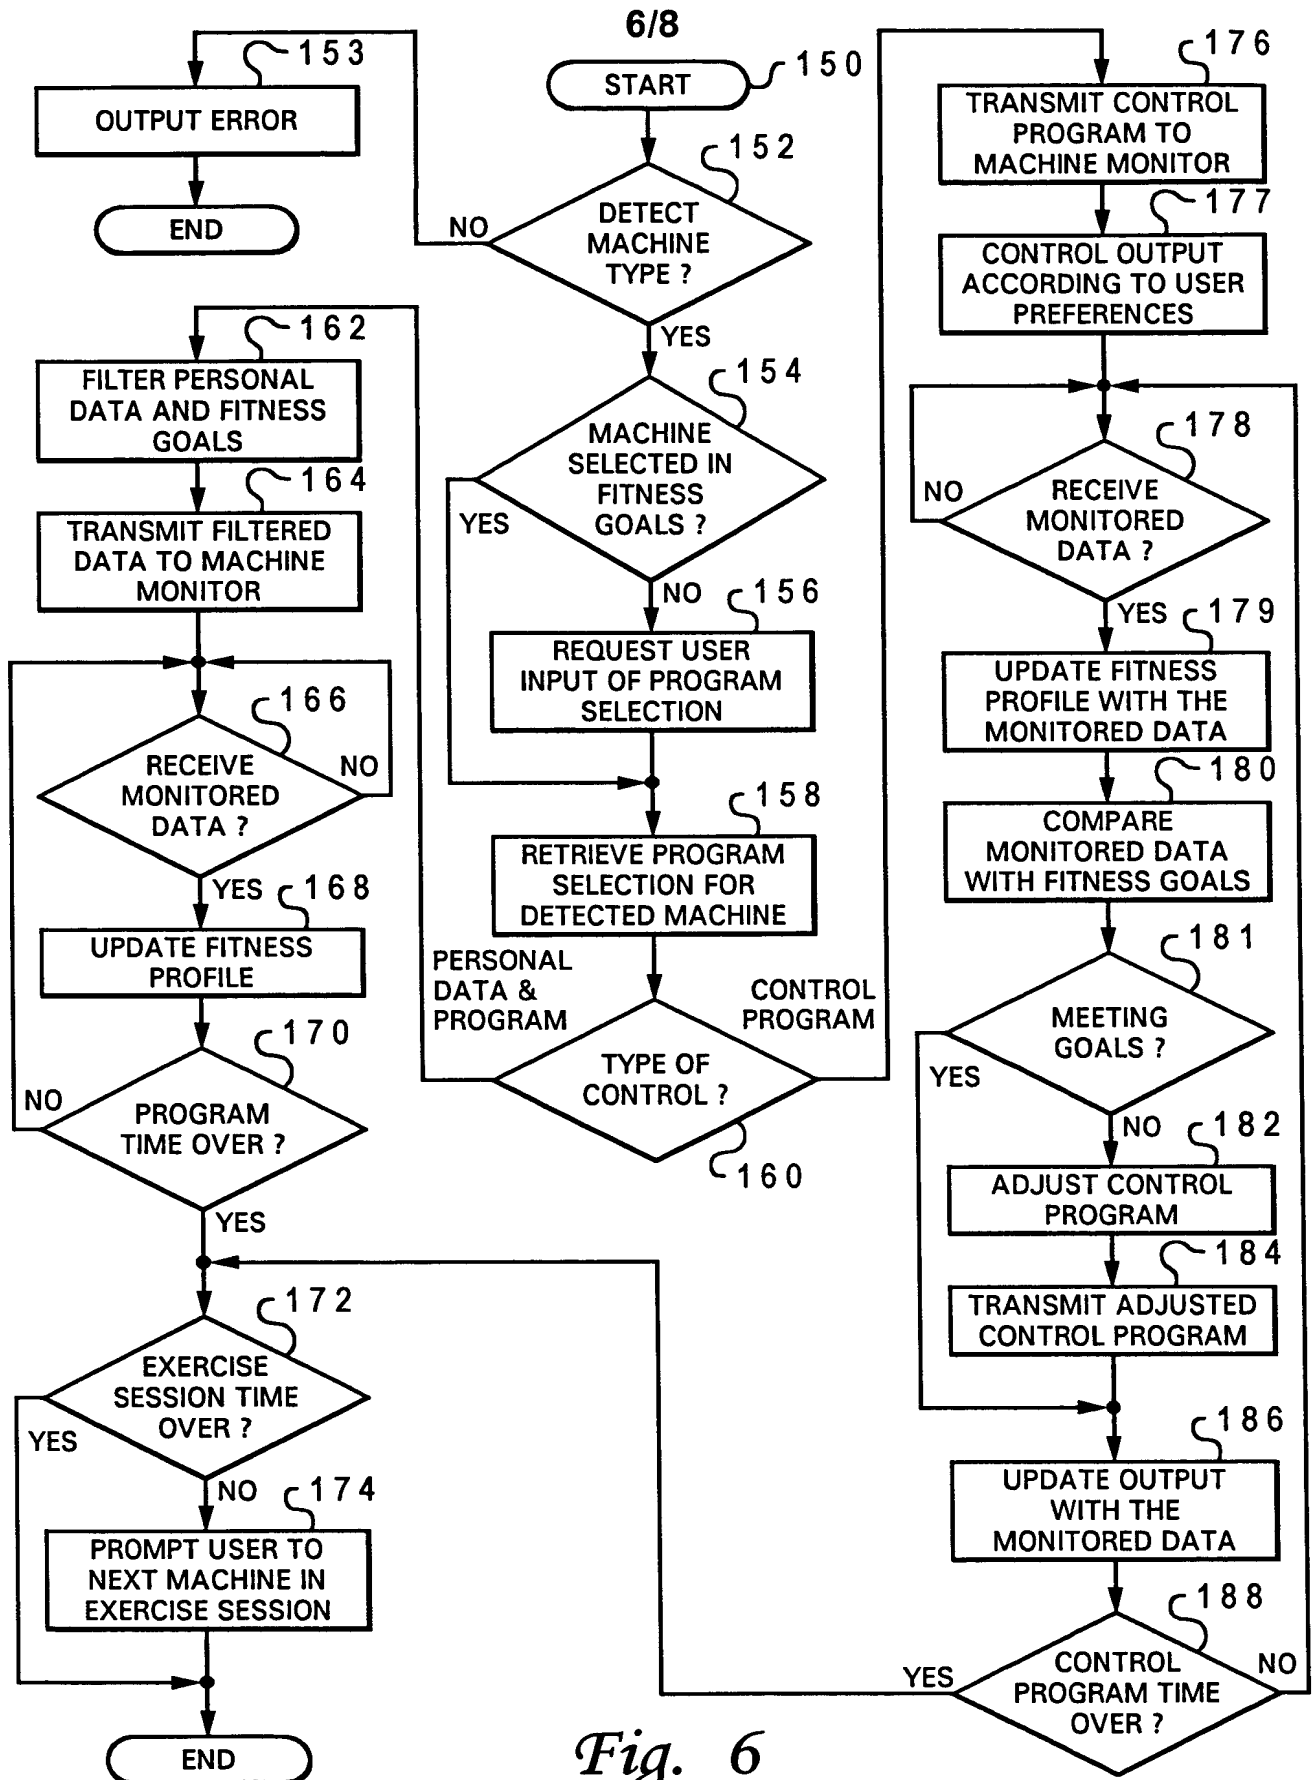 6/8
START
150
DETECT
MACHINE
TYPE ?
152
NO
YES
OUTPUT ERROR
153
END
MACHINE
SELECTED IN
FITNESS
GOALS ?
154
YES
NO
REQUEST USER
INPUT OF PROGRAM
SELECTION
156
RETRIEVE PROGRAM
SELECTION FOR
DETECTED MACHINE
158
PERSONAL
DATA &
PROGRAM
CONTROL
PROGRAM
TYPE OF
CONTROL ?
160
FILTER PERSONAL
DATA AND FITNESS
GOALS
162
TRANSMIT FILTERED
DATA TO MACHINE
MONITOR
164
RECEIVE
MONITORED
DATA ?
166
NO
YES
UPDATE FITNESS
PROFILE
168
PROGRAM
TIME OVER ?
170
NO
YES
EXERCISE
SESSION TIME
OVER ?
172
YES
NO
PROMPT USER TO
NEXT MACHINE IN
EXERCISE SESSION
174
END
TRANSMIT CONTROL
PROGRAM TO
MACHINE MONITOR
176
CONTROL OUTPUT
ACCORDING TO USER
PREFERENCES
177
RECEIVE
MONITORED
DATA ?
178
NO
YES
UPDATE FITNESS
PROFILE WITH THE
MONITORED DATA
179
COMPARE
MONITORED DATA
WITH FITNESS GOALS
180
MEETING
GOALS ?
181
YES
NO
ADJUST CONTROL
PROGRAM
182
TRANSMIT ADJUSTED
CONTROL PROGRAM
184
UPDATE OUTPUT
WITH THE
MONITORED DATA
186
CONTROL
PROGRAM TIME
OVER ?
188
YES
NO
Fig. 6